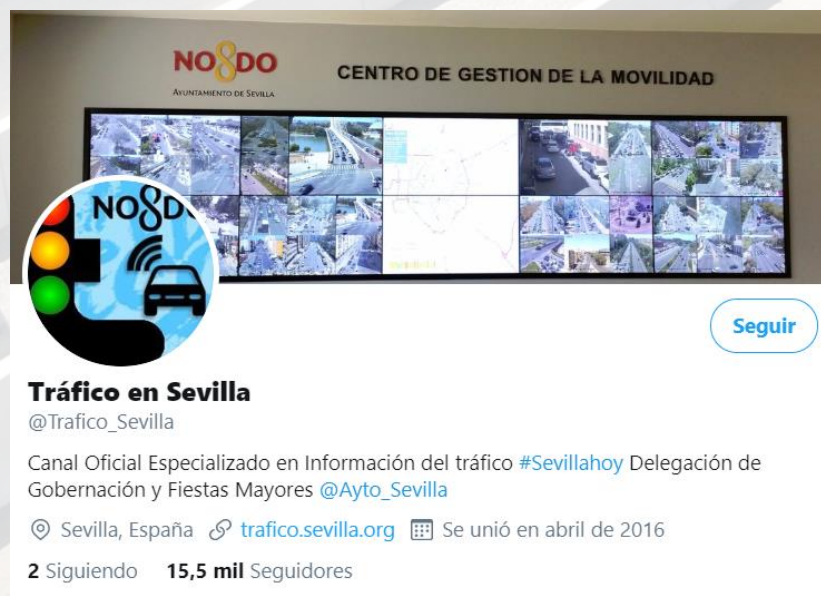 NO8DO
AYUNTAMIENTO DE SEVILLA
CENTRO DE GESTION DE LA MOVILIDAD
NO8D
Seguir
Tráfico en Sevilla
@Trafico_Sevilla
Canal Oficial Especializado en Información del tráfico #Sevillahoy Delegación de
Gobernación y Fiestas Mayores @Ayto_Sevilla
Sevilla, España trafico.sevilla.org Se unió en abril de 2016
2 Siguiendo 15,5 mil Seguidores